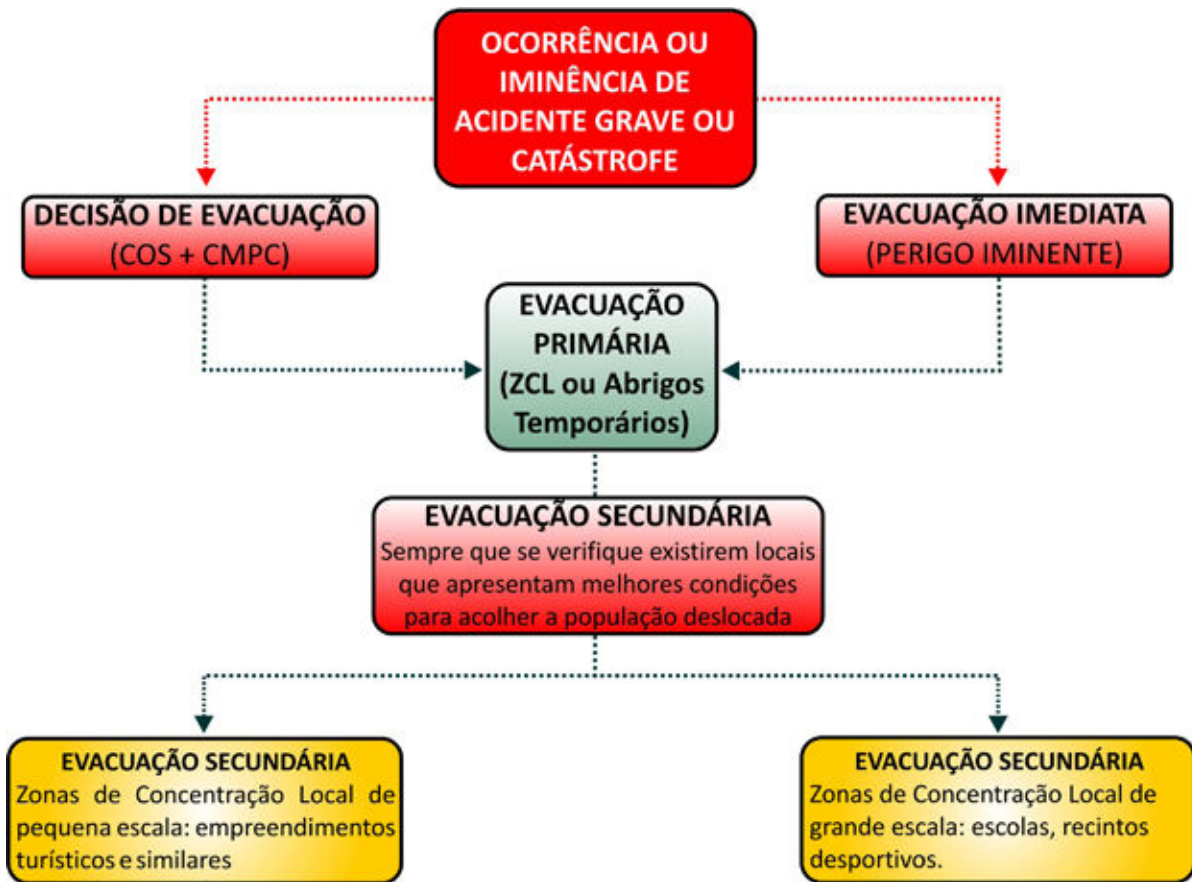 OCORRÊNCIA OU
IMINÊNCIA DE
ACIDENTE GRAVE OU
CATÁSTROFE
DECISÃO DE EVACUAÇÃO
(COS + CMPC)
EVACUAÇÃO IMEDIATA
(PERIGO IMINENTE)
EVACUAÇÃO
PRIMÁRIA
(ZCL ou Abrigos
Temporários)
EVACUAÇÃO SECUNDÁRIA
Sempre que se verifique existirem locais
que apresentam melhores condições
para acolher a população deslocada
EVACUAÇÃO SECUNDÁRIA
Zonas de Concentração Local de
pequena escala: empreendimentos
turísticos e similares
EVACUAÇÃO SECUNDÁRIA
Zonas de Concentração Local de
grande escala: escolas, recintos
desportivos.